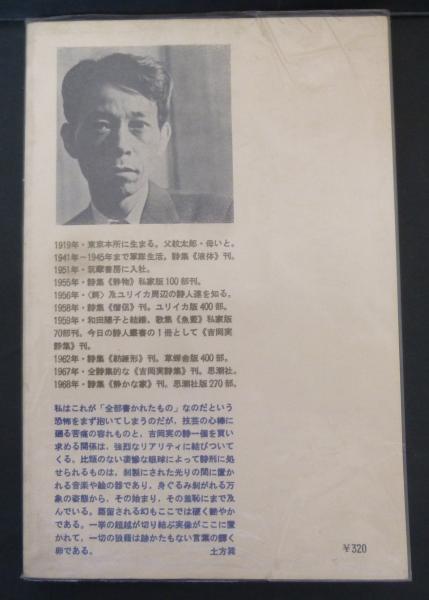 1919年・東京本所に生まる。父紋太郎・母いと。
1941年〜1945年まで軍隊生活。詩集《液体》刊。
1951年・筑摩書房に入社。
1955年・詩集《静物》私家版100部刊。
1956年・〈鰐〉及ユリイカ周辺の詩人達を知る。
1958年・詩集《僧侶》刊。ユリイカ版400部。
1959年・和田陽子と結婚。歌集《魚藍》私家版
70部刊。今日の詩人叢書の1冊として《吉岡実
詩集》刊。
1962年・詩集《紡錘形》刊。草蝉舎版400部。
1967年・全詩集的な《吉岡実詩集》刊。思潮社。
1968年・詩集《静かな家》刊。思潮社版270部。
私はこれが「全部書かれたもの」なのだという
恐怖をまず抱いてしまうのだが、技芸の心棒に
廻る苦痛の容れものと、吉岡実の詩一個を買い
求める関係は、強烈なリアリティに結びついて
くる。比類のない凄惨な眼球によって詩形に処
せられるものは、剝製にされた光りの間に置か
れる音楽や絵の器であり、身ぐるみ剝がれる万
象の姿態から、その始まり、その羞恥にまで及
んでいる。蒸留される幻もここでは硬く艶やか
である。一挙の超越が切り結ぶ実像がここに置
かれて、一切の狼藉は跡かたもない言葉の輝く
卵である。 土方巽
¥320